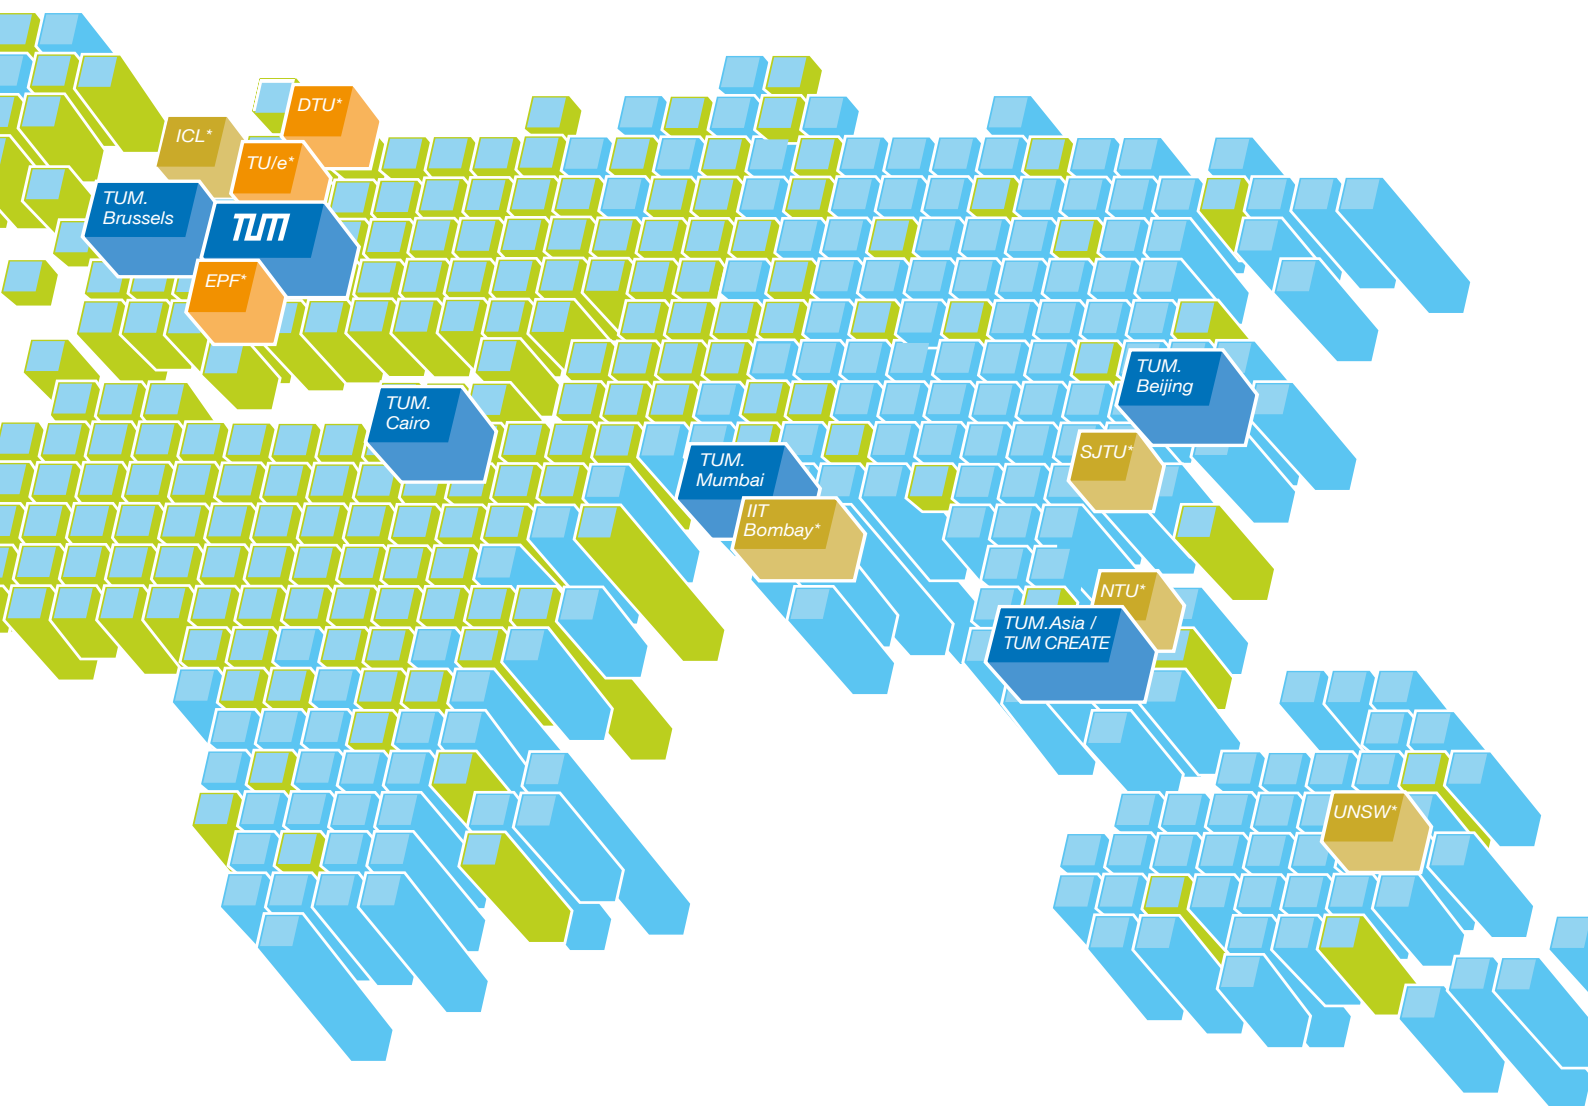 DTU*
ICL*
TU/e*
TUM.
Brussels
TUM
EPF*
TUM.
Beijing
TUM.
Cairo
SJTU*
TUM.
Mumbai
IIT
Bombay*
NTU*
TUM.Asia /
TUM CREATE
UNSW*